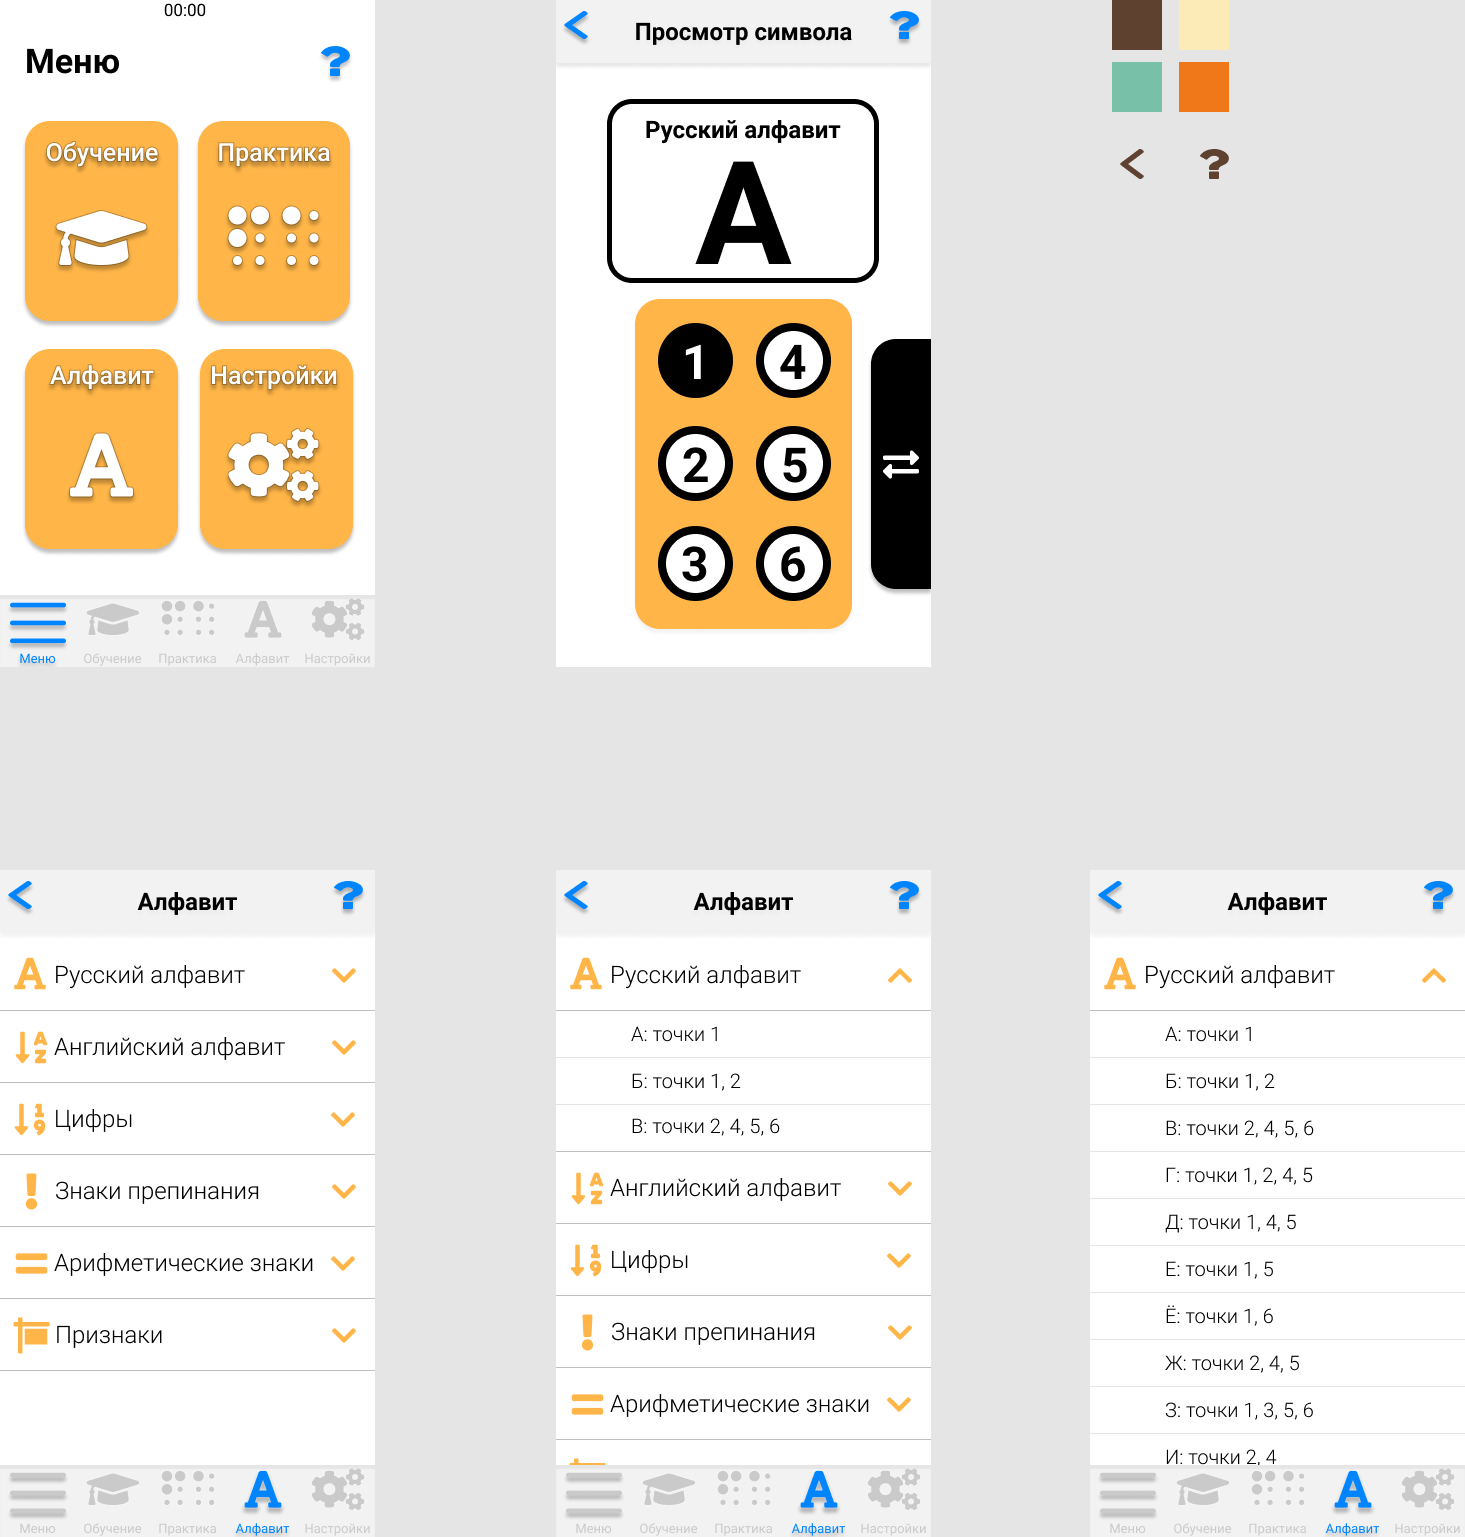 00:00
Меню
Обучение
Практика
Алфавит
Настройки
Меню
Обучение
Практика
Алфавит
Настройки
Просмотр символа
Русский алфавит
А
1
4
2
5
3
6
Алфавит
Русский алфавит
Английский алфавит
Цифры
Знаки препинания
Арифметические знаки
Признаки
Меню
Обучение
Практика
Алфавит
Настройки
Алфавит
Русский алфавит
А: точки 1
Б: точки 1, 2
В: точки 2, 4, 5, 6
Английский алфавит
Цифры
Знаки препинания
Арифметические знаки
Меню
Обучение
Практика
Алфавит
Настройки
Алфавит
Русский алфавит
А: точки 1
Б: точки 1, 2
В: точки 2, 4, 5, 6
Г: точки 1, 2, 4, 5
Д: точки 1, 4, 5
Е: точки 1, 5
Ё: точки 1, 6
Ж: точки 2, 4, 5
З: точки 1, 3, 5, 6
И: точки 2, 4
Меню
Обучение
Практика
Алфавит
Настройки